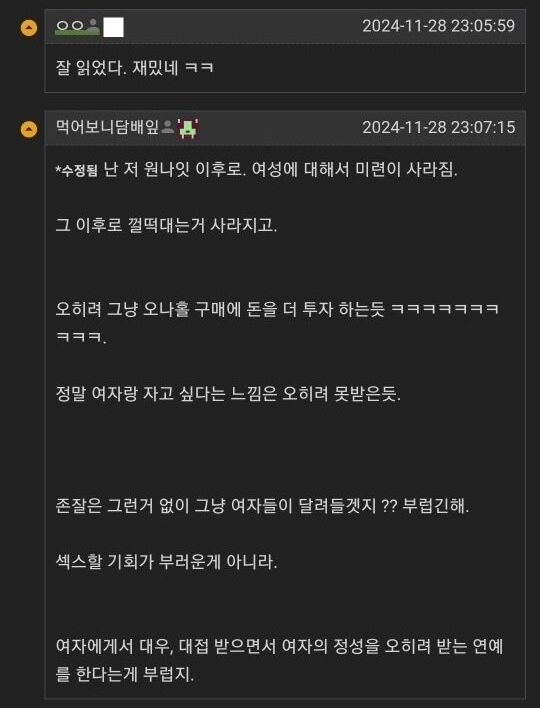 ㅇㅇ 2024-11-28 23:05:59
잘 읽었다. 재밌네 ㅋㅋ
먹어보니담배잎 2024-11-28 23:07:15
*수정됨 난 저 원나잇 이후로. 여성에 대해서 미련이 사라짐.
그 이후로 껄떡대는거 사라지고.
오히려 그냥 오나홀 구매에 돈을 더 투자 하는듯 ㅋㅋㅋㅋㅋㅋㅋ
ㅋㅋㅋ.
정말 여자랑 자고 싶다는 느낌은 오히려 못받은듯.
존잘은 그런거 없이 그냥 여자들이 달려들겟지 ?? 부럽긴해.
섹스할 기회가 부러운게 아니라.
여자에게서 대우, 대접 받으면서 여자의 정성을 오히려 받는 연예
를 한다는게 부럽지.